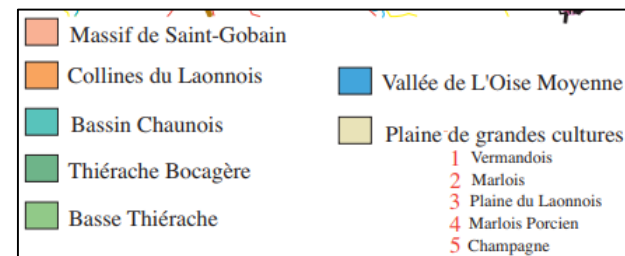 Massif de Saint-Gobain
Collines du Laonnois
Bassin Chaunois
Thiérache Bocagère
Basse Thiérache
Vallée de L'Oise Moyenne
Plaine de grandes cultures
1 Vermandois
2 Marlois
3 Plaine du Laonnois
4 Marlois Porcien
5 Champagne